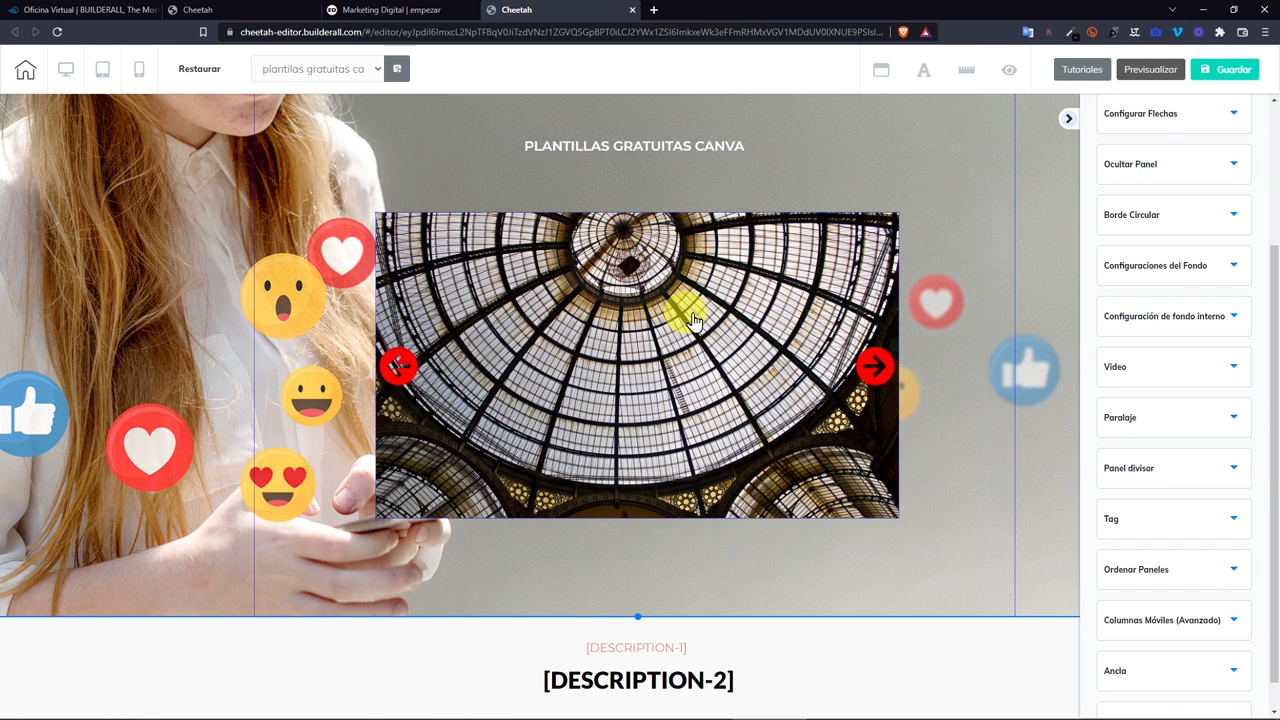 Oficina Virtual | BUILDERALL, The Mos
Cheetah
Marketing Digital | empezar
Cheetah
cheetah-editor.builderall.com/#/editor/
Restaurar
plantilas gratuitas ca
Tutoriales
Previsualizar
Guardar
PLANTILLAS GRATUITAS CANVA
Configurar Flechas
Ocultar Panel
Borde Circular
Configuraciones del Fondo
Configuración de fondo interno
Video
Paralaje
Panel divisor
Tag
Ordenar Paneles
Columnas Móviles (Avanzado)
Ancla
[DESCRIPTION-1]
[DESCRIPTION-2]